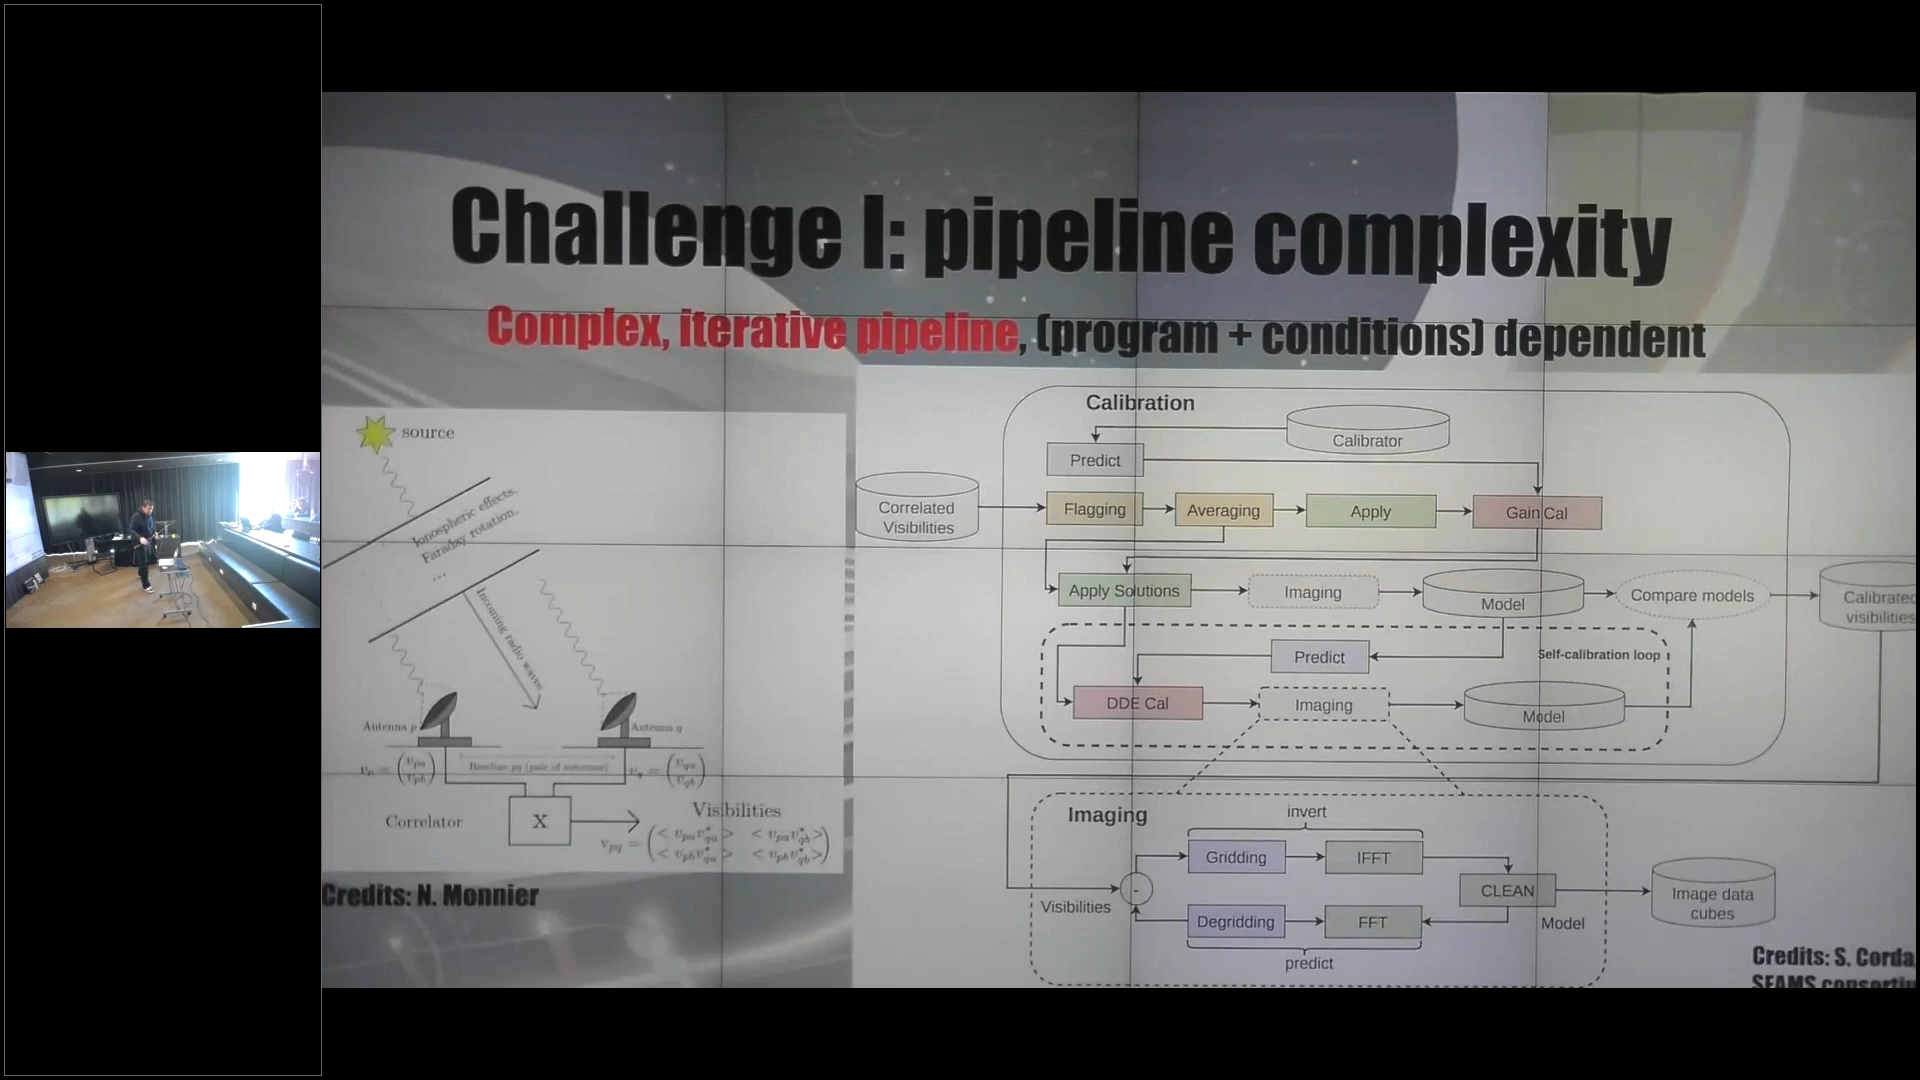 Challenge I: pipeline complexity
Complex, iterative pipeline, (program + conditions) dependent
source
Ionospheric effects,
Faraday rotation,
...
Incoming radio waves
Antenna p
Antenna q
Baseline pq (pair of antennas)
Correlator
X
Visibilities
Credits: N. Monnier
Calibration
Calibrator
Predict
Correlated
Visibilities
Flagging
Averaging
Apply
Gain Cal
Apply Solutions
Imaging
Model
Compare models
Calibrated
visibilities
Predict
Self-calibration loop
DDE Cal
Imaging
Model
Imaging
invert
Gridding
IFFT
CLEAN
Visibilities
-
Degridding
FFT
Model
predict
Image data
cubes
Credits: S. Corda,
SEAMS consortiu